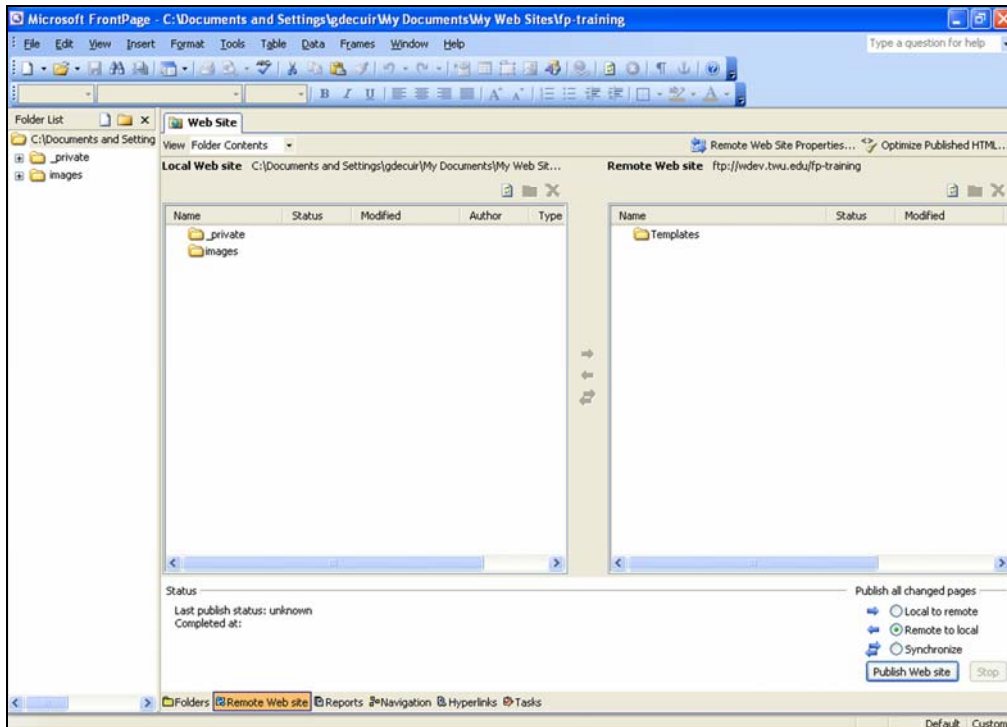 Microsoft FrontPage - C:\Documents and Settings\gdecuir\My Documents\My Web Sites\fp-training
File Edit View Insert Format Tools Table Data Frames Window Help
Type a question for help
B I U A A A
Folder List
Web Site
C:\Documents and Setting
_private
images
View Folder Contents
Remote Web Site Properties... Optimize Published HTML...
Local Web site C:\Documents and Settings\gdecuir\My Documents\My Web Sit...
Remote Web site ftp://wdev.twu.edu/fp-training
Name Status Modified Author Type
_private
images
Name Status Modified
Templates
Status
Last publish status: unknown
Completed at:
Publish all changed pages
Local to remote
Remote to local
Synchronize
Publish Web site Stop
Folders Remote Web site Reports Navigation Hyperlinks Tasks
Default Custom